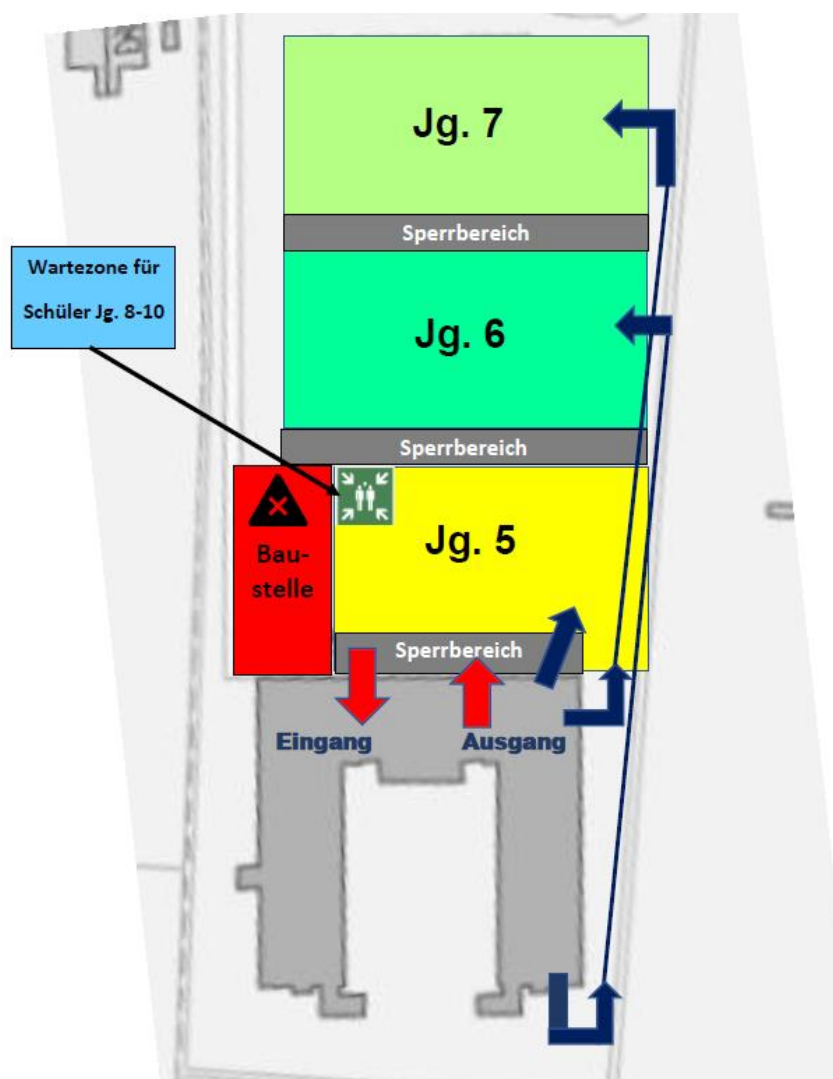 Jg. 7
Sperrbereich
Wartezone für
Schüler Jg. 8-10
Jg. 6
Sperrbereich
Jg. 5
Bau-
stelle
Sperrbereich
Eingang
Ausgang